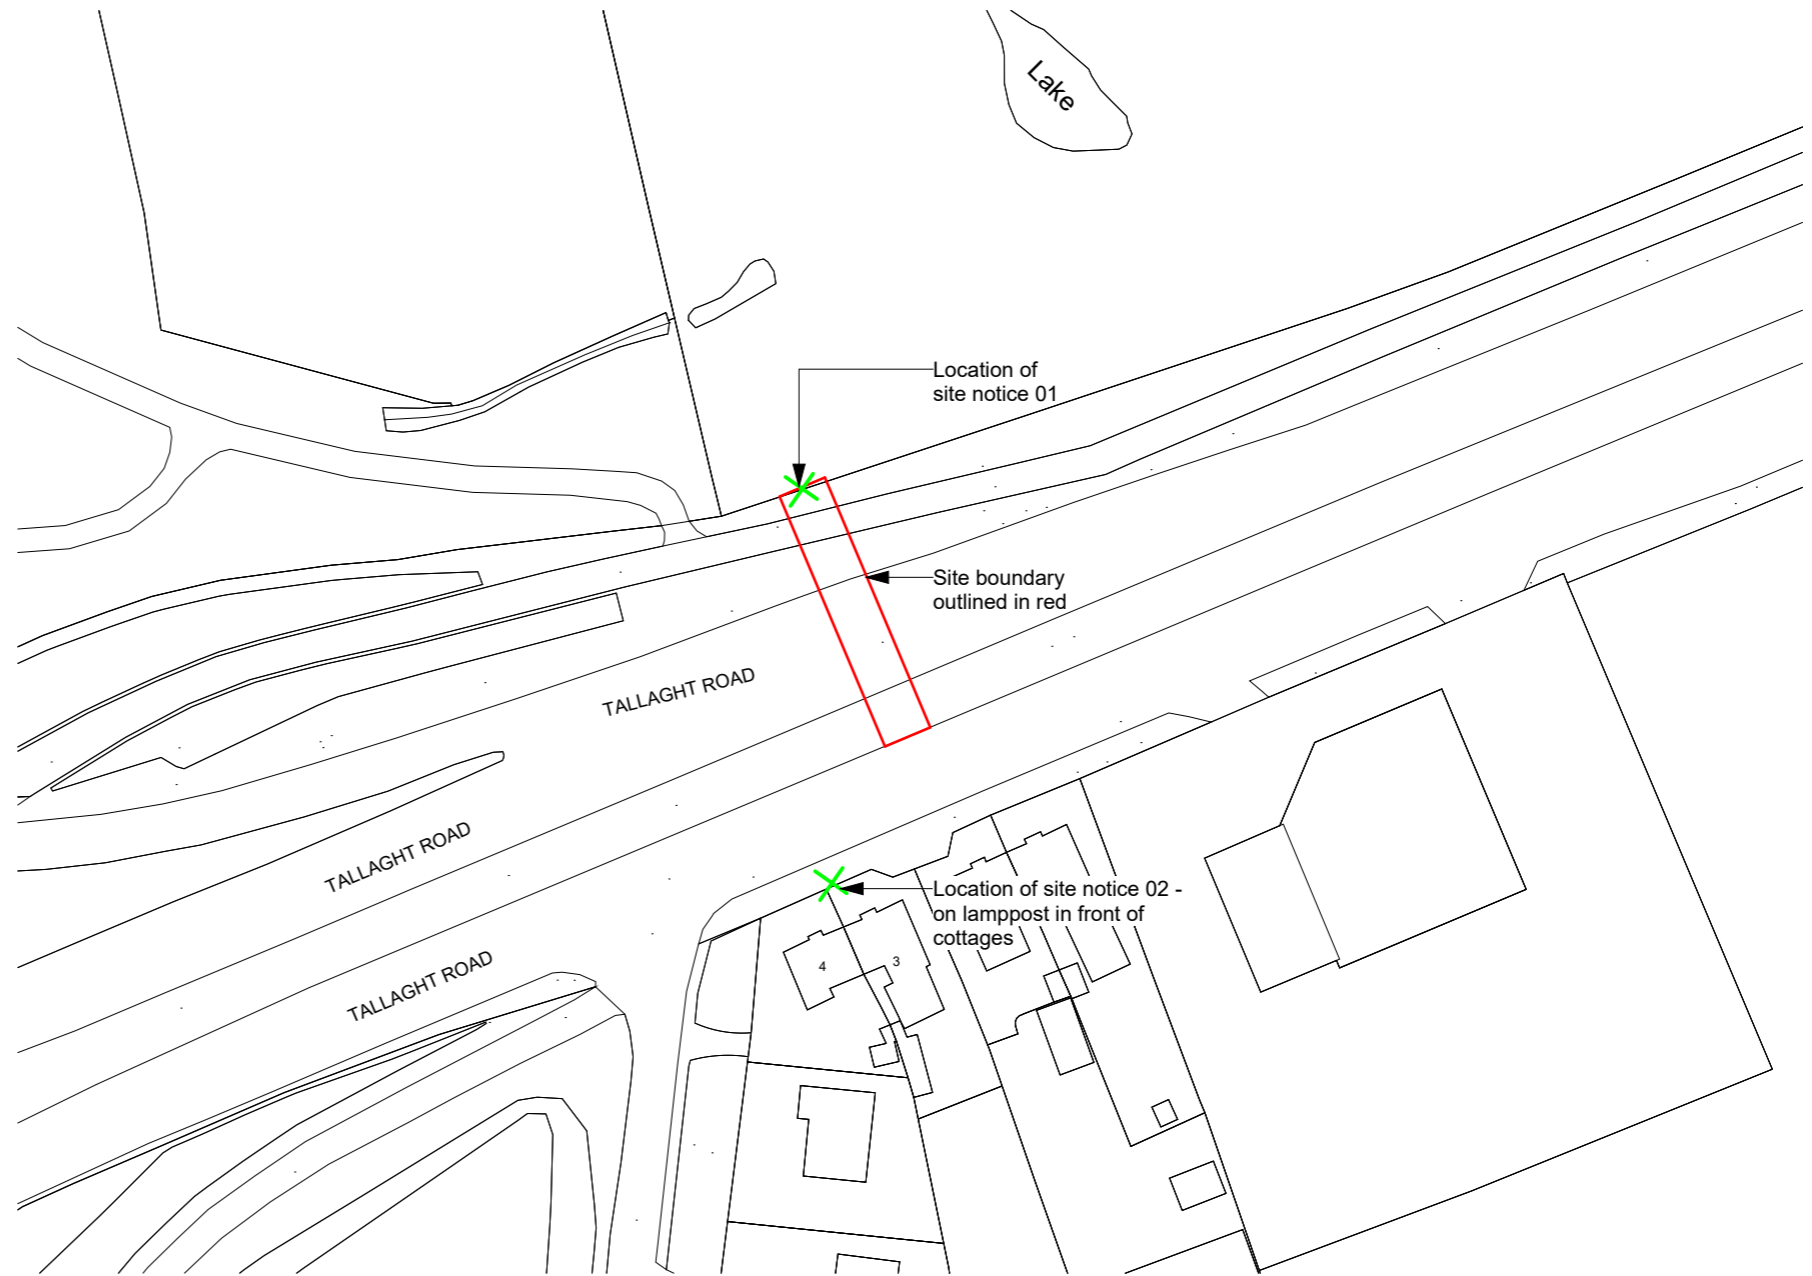 Lake
Location of
site notice 01
Site boundary
outlined in red
TALLAGHT ROAD
TALLAGHT ROAD
Location of site notice 02 -
on lamppost in front of
cottages
4
3
TALLAGHT ROAD